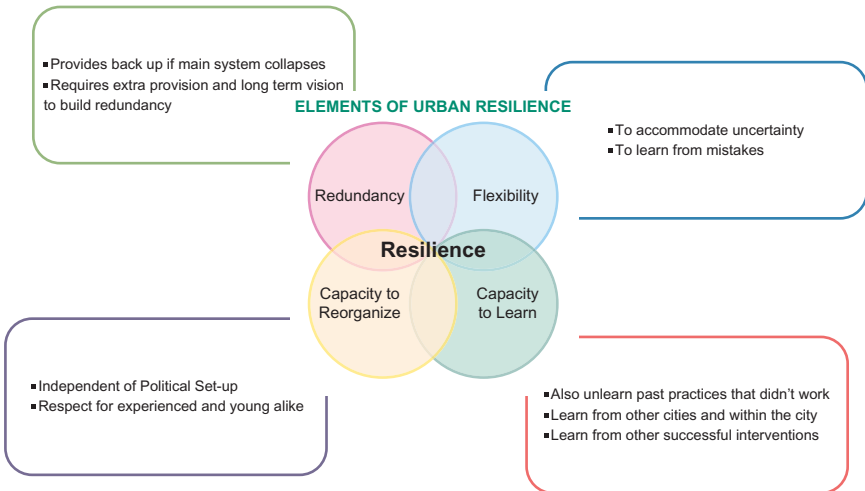 ▪Provides back up if main system collapses
▪Requires extra provision and long term vision
to build redundancy
ELEMENTS OF URBAN RESILIENCE
▪To accommodate uncertainty
▪To learn from mistakes
Redundancy
Flexibility
Resilience
Capacity to
Reorganize
Capacity
to Learn
▪Independent of Political Set-up
▪Respect for experienced and young alike
▪Also unlearn past practices that didn’t work
▪Learn from other cities and within the city
▪Learn from other successful interventions